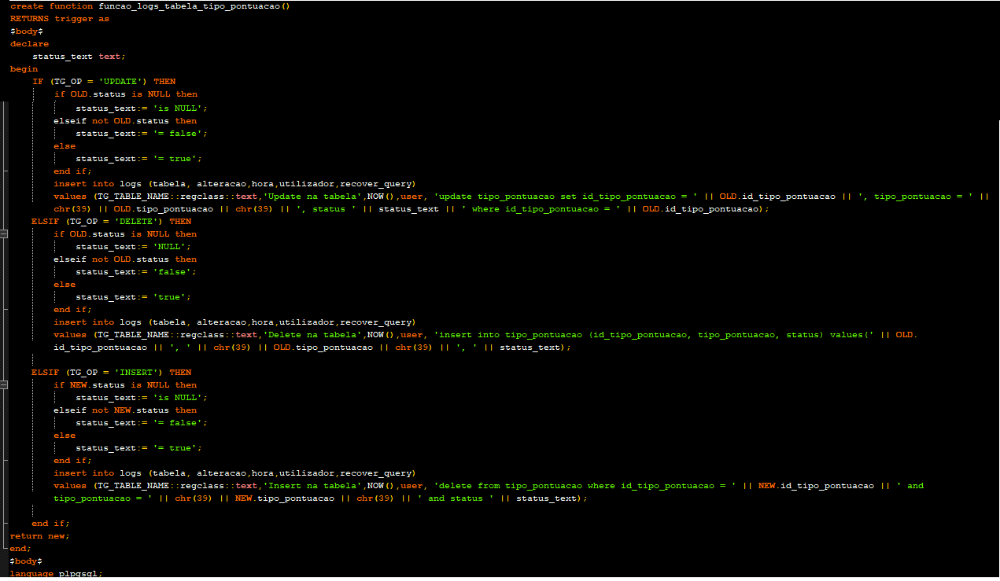 create function funcao_logs_tabela_tipo_pontuacao()
RETURNS trigger as
$body$
declare
    status_text text;
begin
    IF (TG_OP = 'UPDATE') THEN
        if OLD.status is NULL then
            status_text:= 'is NULL';
        elseif not OLD.status then
            status_text:= '= false';
        else
            status_text:= '= true';
        end if;
        insert into logs (tabela, alteracao,hora,utilizador,recover_query)
        values (TG_TABLE_NAME::regclass::text,'Update na tabela',NOW(),user, 'update tipo_pontuacao set id_tipo_pontuacao = ' || OLD.id_tipo_pontuacao || ', tipo_pontuacao = ' ||
        chr(39) || OLD.tipo_pontuacao || chr(39) || ', status ' || status_text || ' where id_tipo_pontuacao = ' || OLD.id_tipo_pontuacao);
    ELSIF (TG_OP = 'DELETE') THEN
        if OLD.status is NULL then
            status_text:= 'NULL';
        elseif not OLD.status then
            status_text:= 'false';
        else
            status_text:= 'true';
        end if;
        insert into logs (tabela, alteracao,hora,utilizador,recover_query)
        values (TG_TABLE_NAME::regclass::text,'Delete na tabela',NOW(),user, 'insert into tipo_pontuacao (id_tipo_pontuacao, tipo_pontuacao, status) values(' || OLD.
        id_tipo_pontuacao || ', ' || chr(39) || OLD.tipo_pontuacao || chr(39) || ', ' || status_text);
    ELSIF (TG_OP = 'INSERT') THEN
        if NEW.status is NULL then
            status_text:= 'is NULL';
        elseif not NEW.status then
            status_text:= '= false';
        else
            status_text:= '= true';
        end if;
        insert into logs (tabela, alteracao,hora,utilizador,recover_query)
        values (TG_TABLE_NAME::regclass::text,'Insert na tabela',NOW(),user, 'delete from tipo_pontuacao where id_tipo_pontuacao = ' || NEW.id_tipo_pontuacao || ' and
        tipo_pontuacao = ' || chr(39) || NEW.tipo_pontuacao || chr(39) || ' and status ' || status_text);
    end if;
return new;
end;
$body$
language plpgsql;